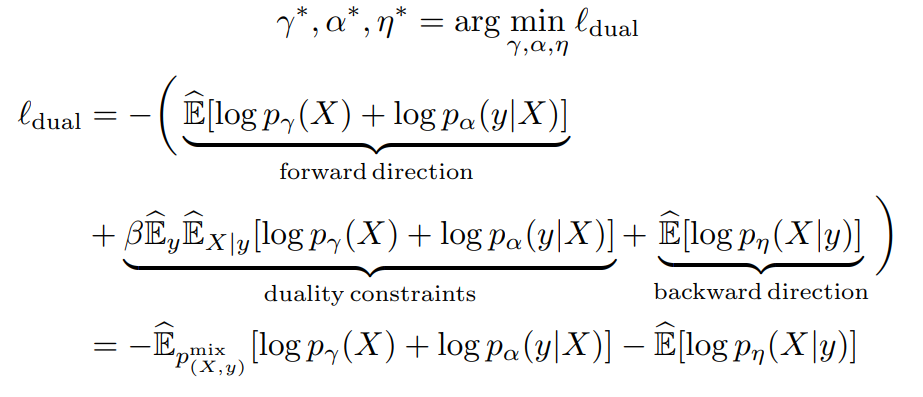 γ*, α*, η* = arg min_{γ,α,η} ℓ_dual
ℓ_dual = −( Ê[log p_γ(X) + log p_α(y|X)]
forward direction
+ βÊ_y Ê_{X|y}[log p_γ(X) + log p_α(y|X)] + Ê[log p_η(X|y)] )
duality constraints backward direction
= −Ê_{p^{mix}_{(X,y)}}[log p_γ(X) + log p_α(y|X)] − Ê[log p_η(X|y)]